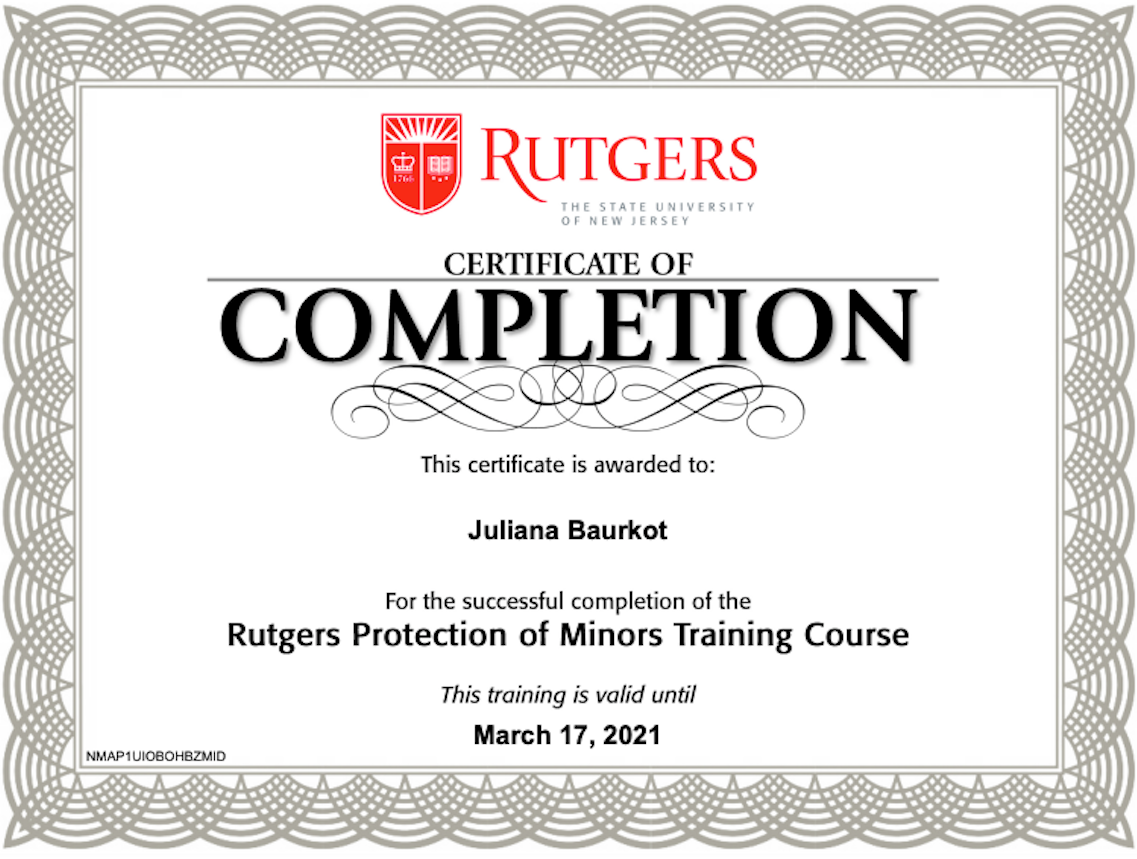 1766
RUTGERS
THE STATE UNIVERSITY
OF NEW JERSEY
CERTIFICATE OF
COMPLETION
This certificate is awarded to:
Juliana Baurkot
For the successful completion of the
Rutgers Protection of Minors Training Course
This training is valid until
March 17, 2021
NMAP1UIOBOHBZMID